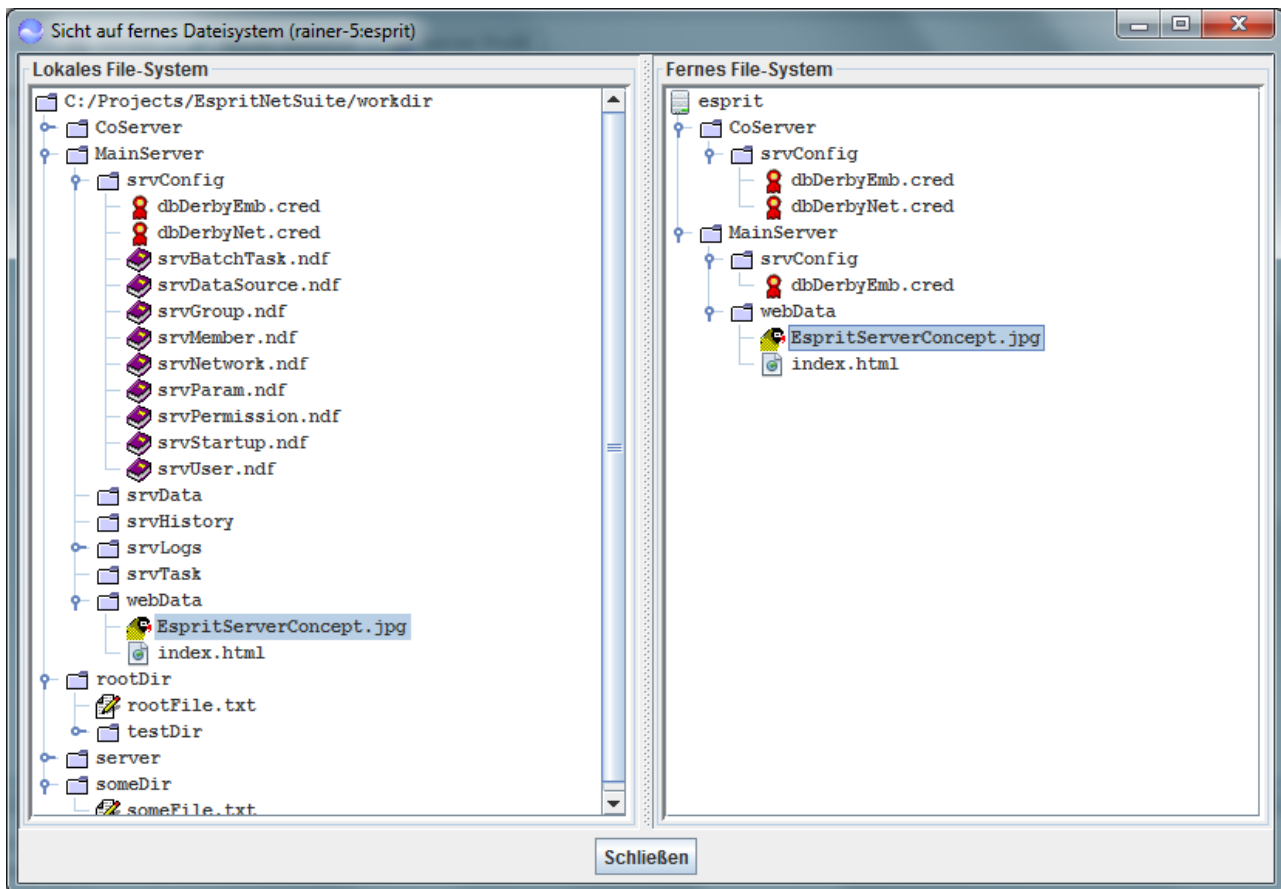 Sicht auf fernes Dateisystem (rainer-5:esprit)
Lokales File-System
C:/Projects/EspritNetSuite/workdir
CoServer
MainServer
srvConfig
dbDerbyEmb.cred
dbDerbyNet.cred
srvBatchTask.ndf
srvDataSource.ndf
srvGroup.ndf
srvMember.ndf
srvNetwork.ndf
srvParam.ndf
srvPermission.ndf
srvStartup.ndf
srvUser.ndf
srvData
srvHistory
srvLogs
srvTask
webData
EspritServerConcept.jpg
index.html
rootDir
rootFile.txt
testDir
server
someDir
someFile.txt
Fernes File-System
esprit
CoServer
srvConfig
dbDerbyEmb.cred
dbDerbyNet.cred
MainServer
srvConfig
dbDerbyEmb.cred
webData
EspritServerConcept.jpg
index.html
Schließen